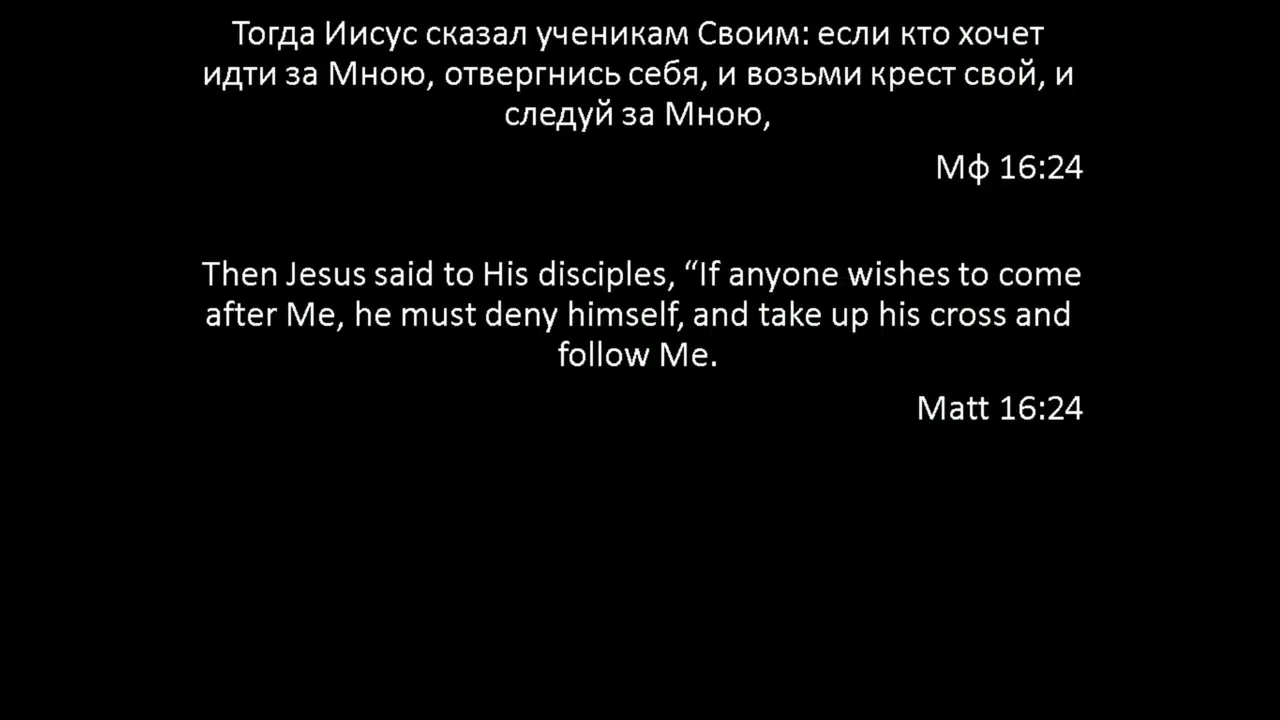 Тогда Иисус сказал ученикам Своим: если кто хочет
идти за Мною, отвергнись себя, и возьми крест свой, и
следуй за Мною,
Мф 16:24
Then Jesus said to His disciples, “If anyone wishes to come
after Me, he must deny himself, and take up his cross and
follow Me.
Matt 16:24